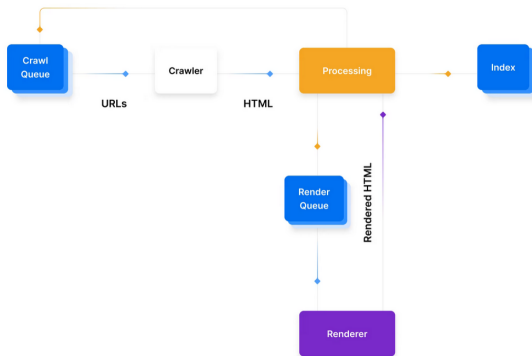 Crawl
Queue
Crawler
Processing
Index
URLs
HTML
Render
Queue
Rendered HTML
Renderer